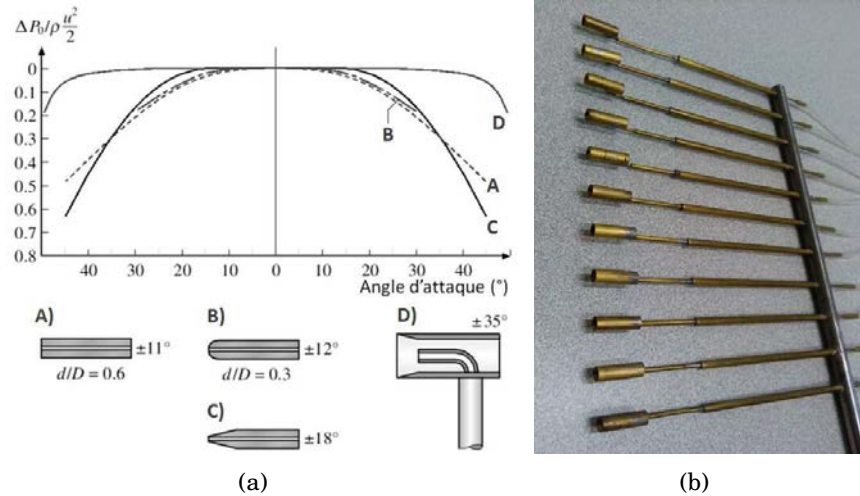 ΔP₀/ρ u²/2
0
0.1
0.2
0.3
0.4
0.5
0.6
0.7
0.8
D
B
A
C
40 30 20 10 0 10 20 30 40
Angle d'attaque (°)
A) B) D)
±35°
±11° ±12°
d/D = 0.6 d/D = 0.3
C)
±18°
(a) (b)